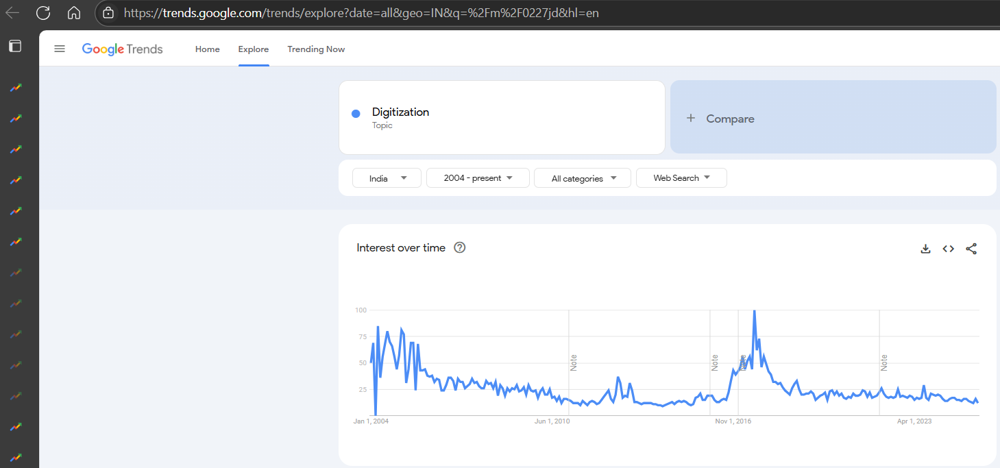 https://trends.google.com/trends/explore?date=all&geo=IN&q=%2Fm%2F0227jd&hl=en
Google Trends Home Explore Trending Now
Digitization
Topic
+ Compare
India 2004 - present All categories Web Search
Interest over time
100
75
50
25
Note
Note
Note
Note
Jan 1, 2004 Jun 1, 2010 Nov 1, 2016 Apr 1, 2023